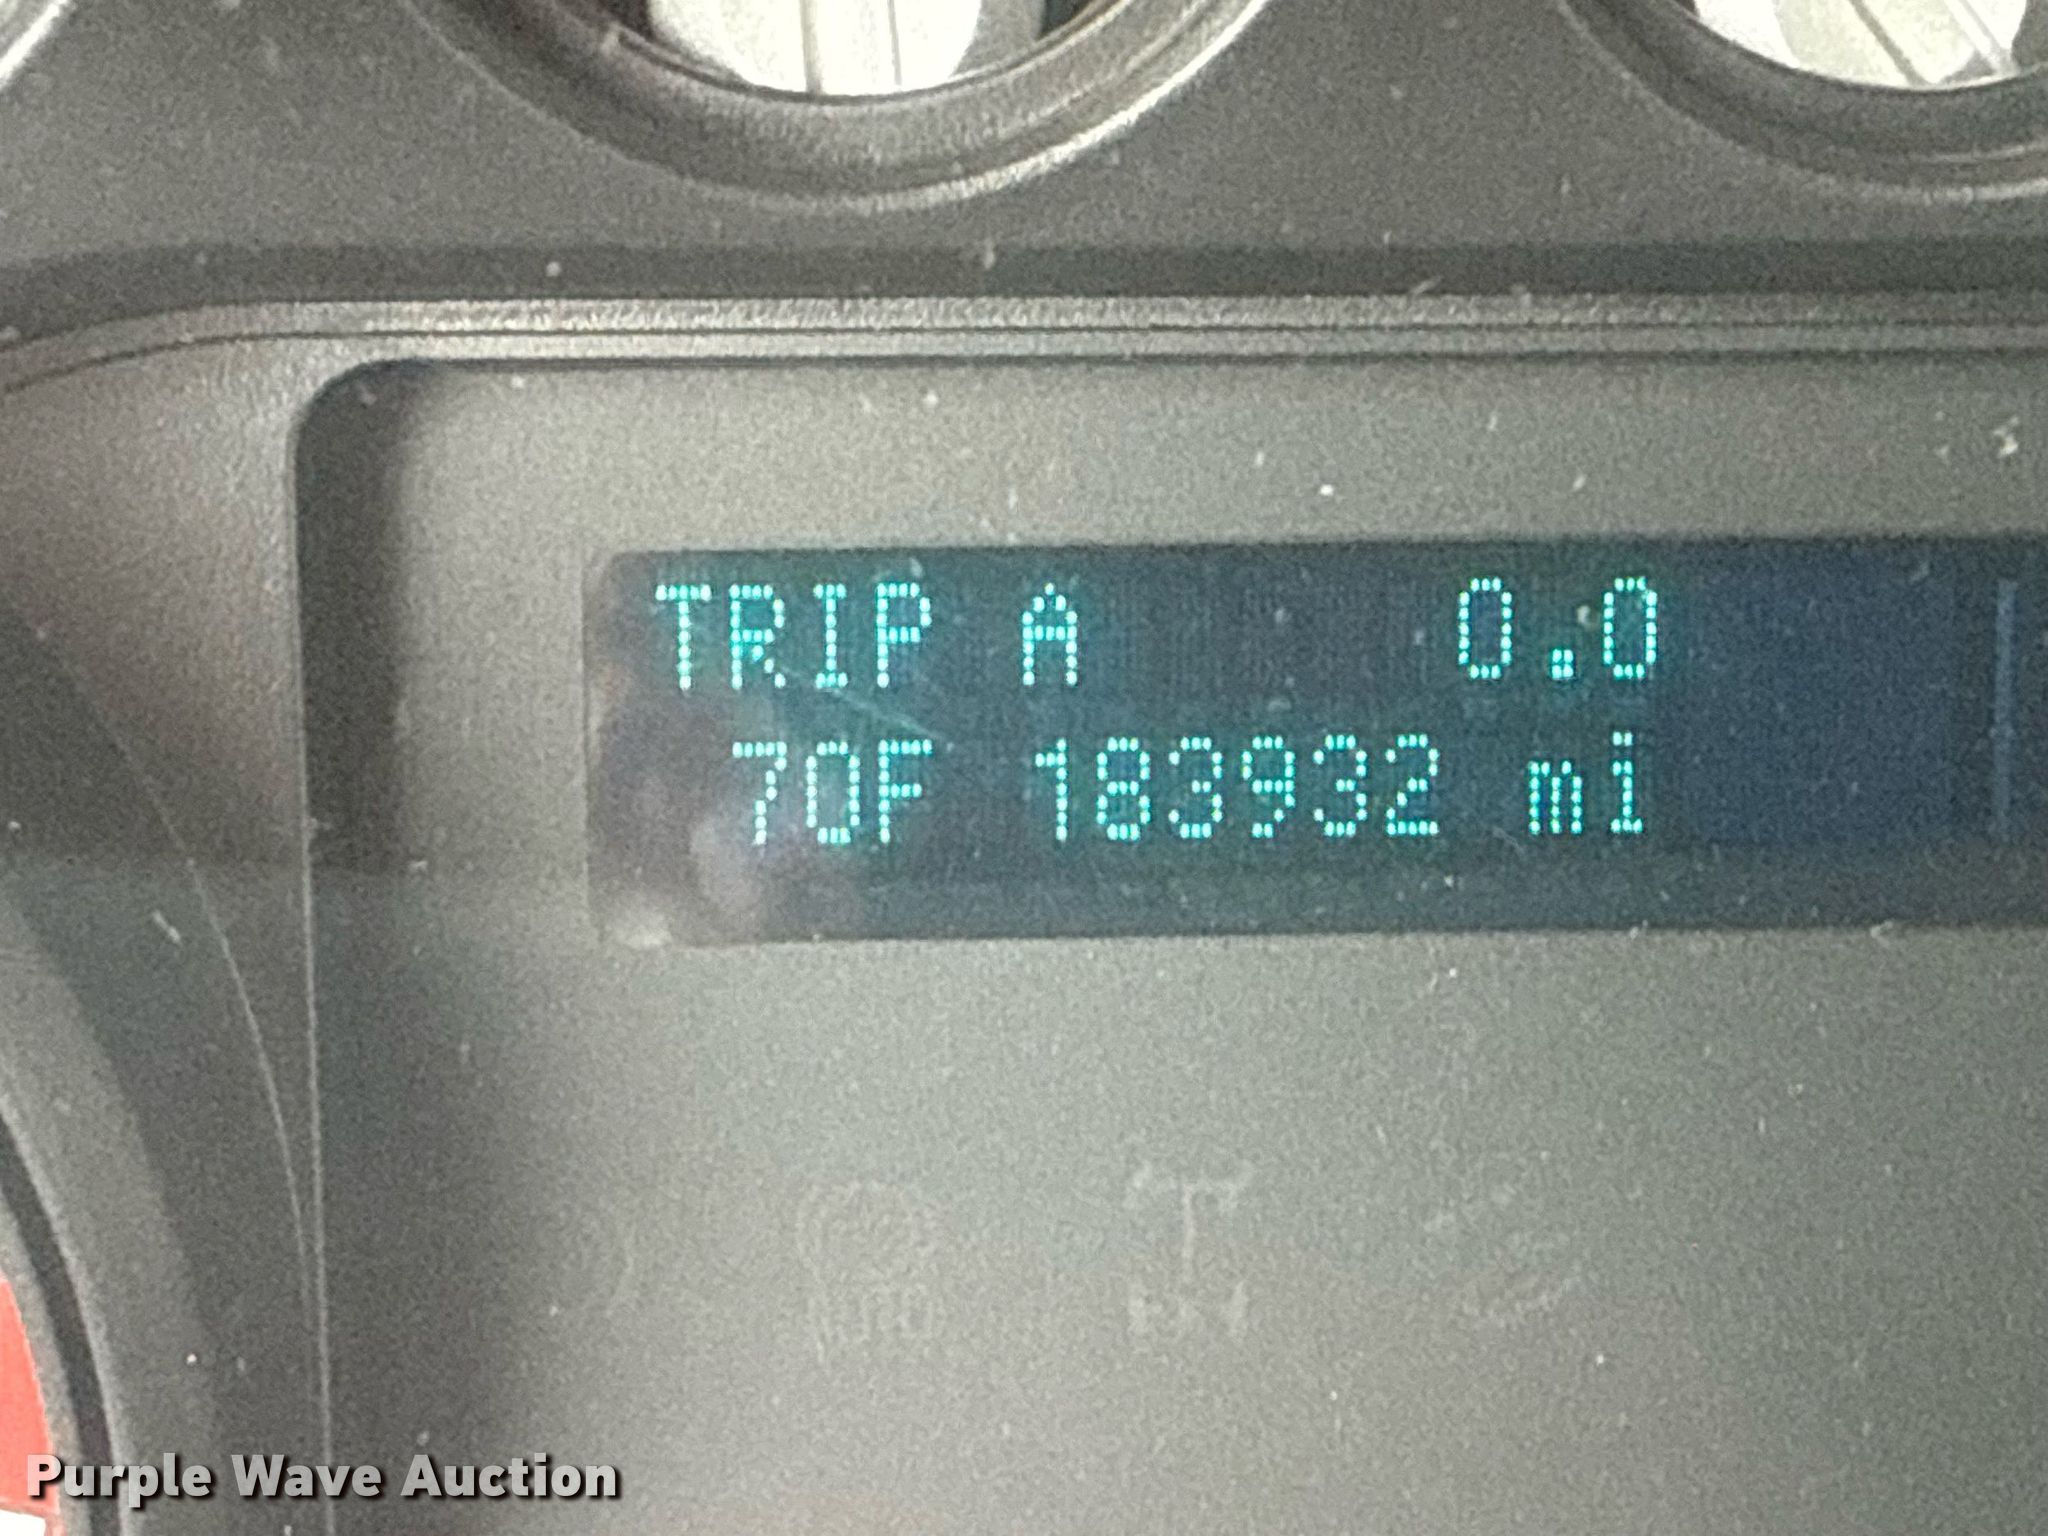 TRIP A 0.0
70F 183932 mi
Purple Wave Auction